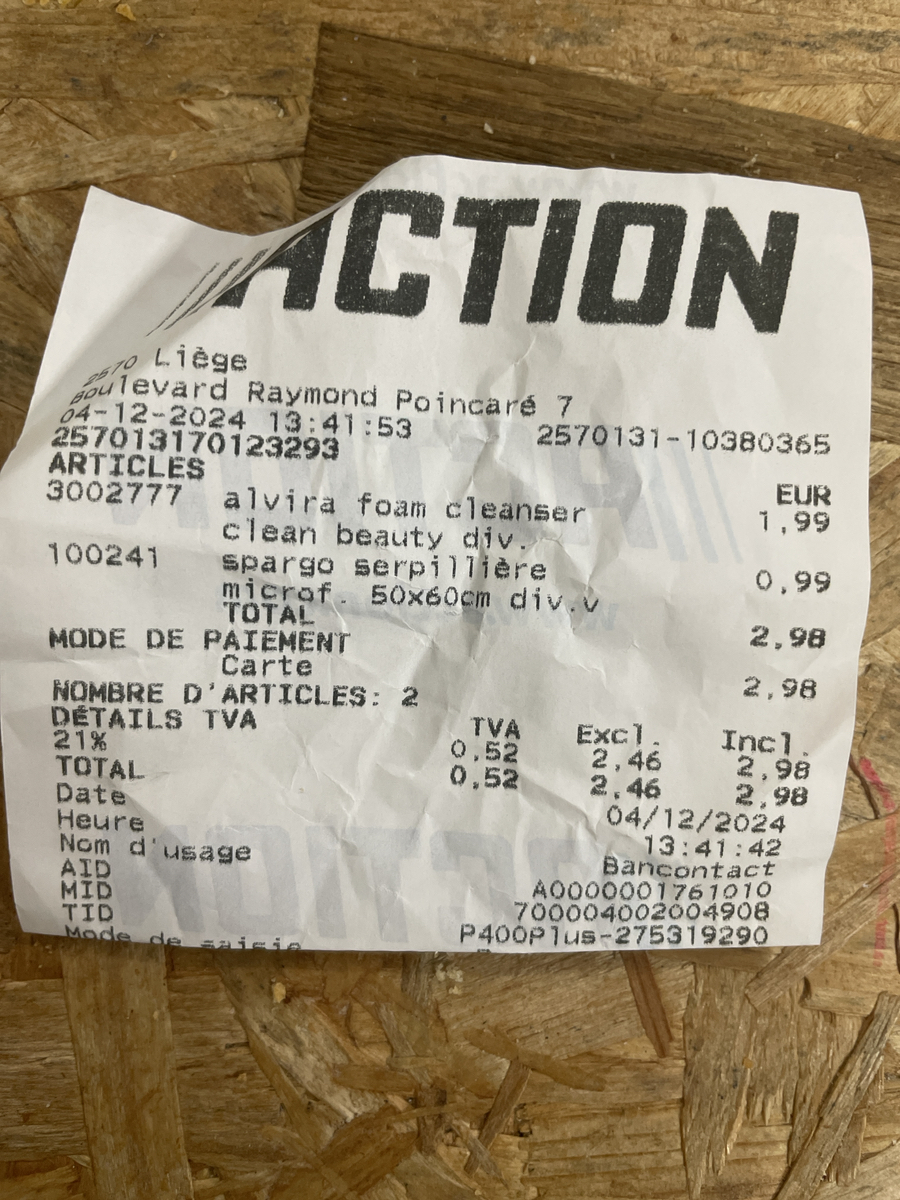 ACTION
2570 Liège
Boulevard Raymond Poincaré 7
04-12-2024 13:41:53 2570131-10380365
257013170123293
ARTICLES EUR
3002777 alvira foam cleanser 1,99
clean beauty div.
100241 spargo serpillière 0,99
microf. 50x60cm div.v
TOTAL 2,98
MODE DE PAIEMENT
Carte 2,98
NOMBRE D'ARTICLES: 2
DÉTAILS TVA TVA Excl. Incl.
21% 0,52 2,46 2,98
TOTAL 0,52 2,46 2,98
Date 04/12/2024
Heure 13:41:42
Nom d'usage Bancontact
AID A0000001761010
MID 700004002004908
TID P400Plus-275319290
Mode de saisie